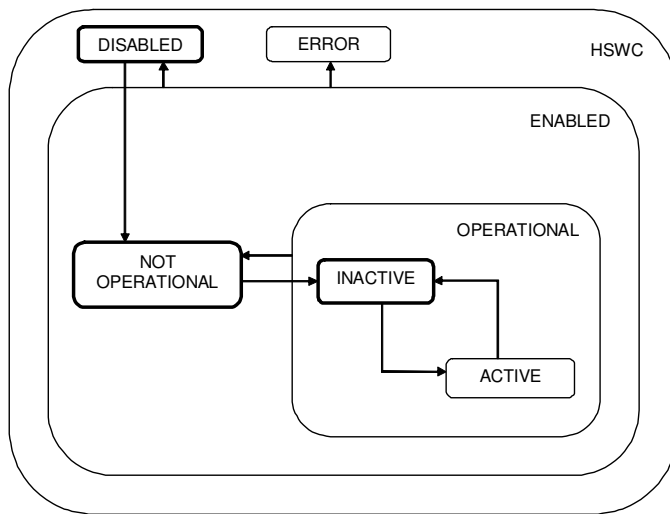 DISABLED
ERROR
HSWC
ENABLED
OPERATIONAL
NOT
OPERATIONAL
INACTIVE
ACTIVE